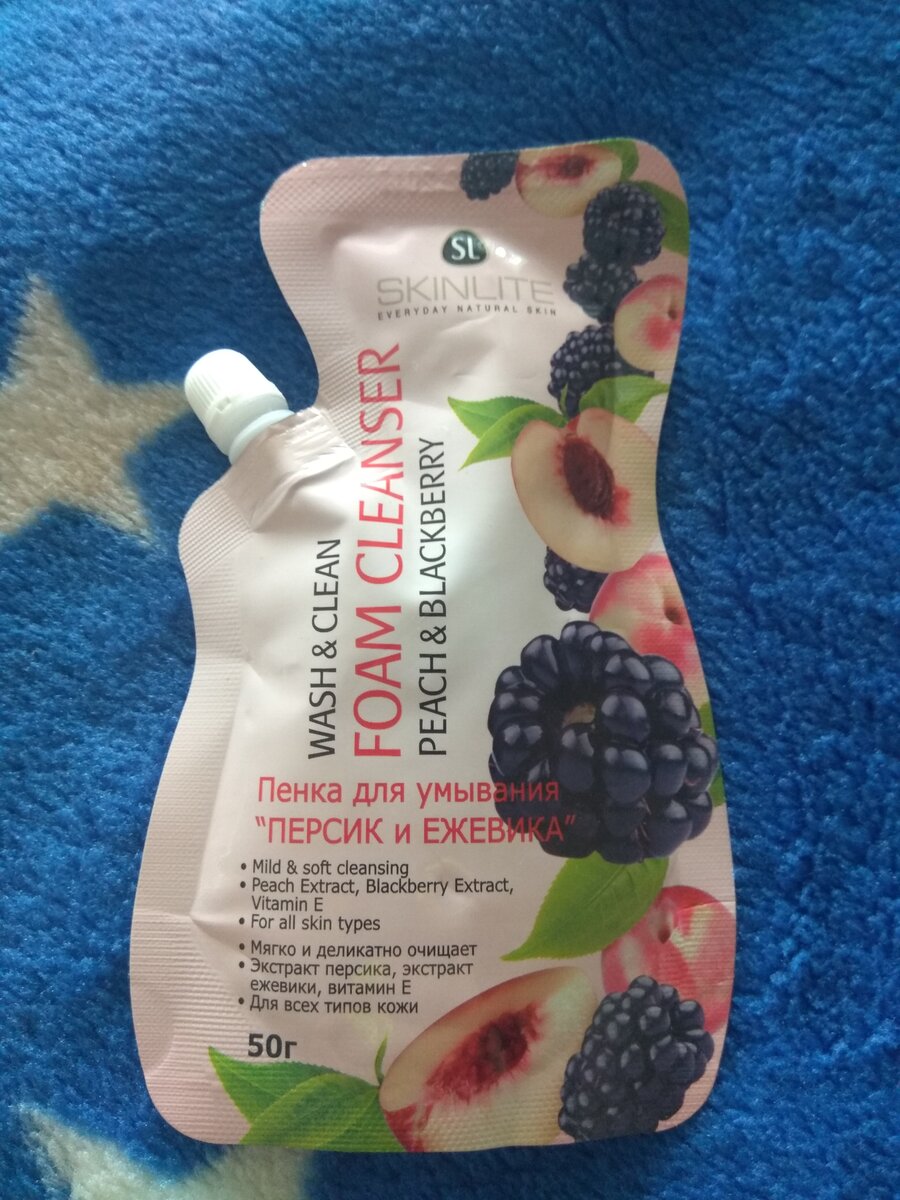 SL
SKINLITE
EVERYDAY NATURAL SKIN
WASH & CLEAN
FOAM CLEANSER
PEACH & BLACKBERRY
Пенка для умывания
"ПЕРСИК и ЕЖЕВИКА"
• Mild & soft cleansing
• Peach Extract, Blackberry Extract,
Vitamin E
• For all skin types
• Мягко и деликатно очищает
• Экстракт персика, экстракт
ежевики, витамин Е
• Для всех типов кожи
50г